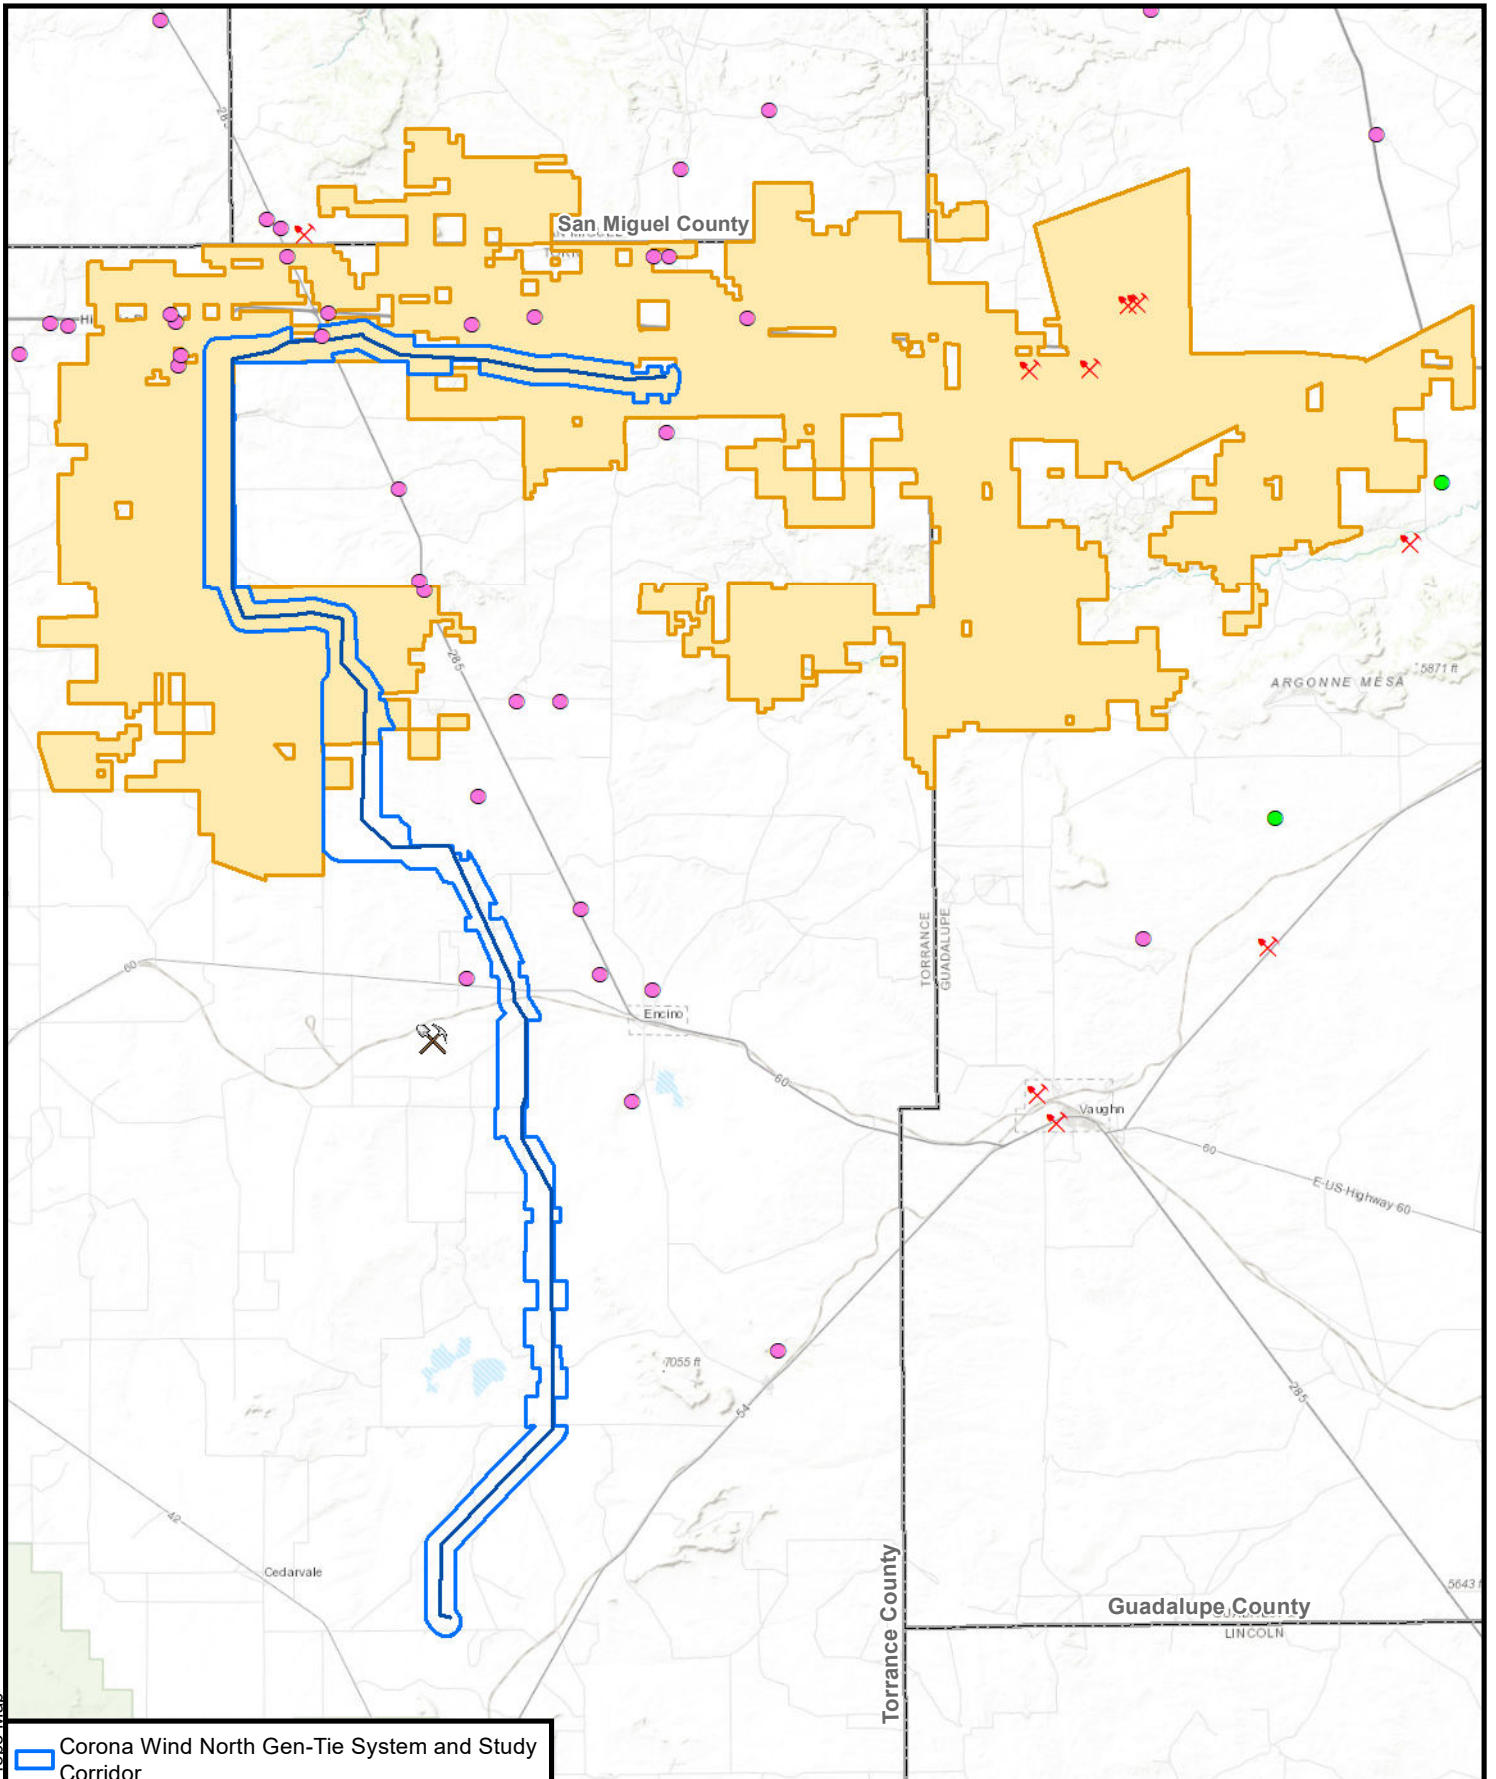 285
San Miguel County
285
5871 ft
ARGONNE MESA
TORRANCE
GUADALUPE
60
Encino
60
Vaughn
60
E US Highway 60
7055 ft
54
285
42
Cedarvale
5643 f
Torrance County
Guadalupe County
LINCOLN
Corona Wind North Gen-Tie System and Study
Corridor